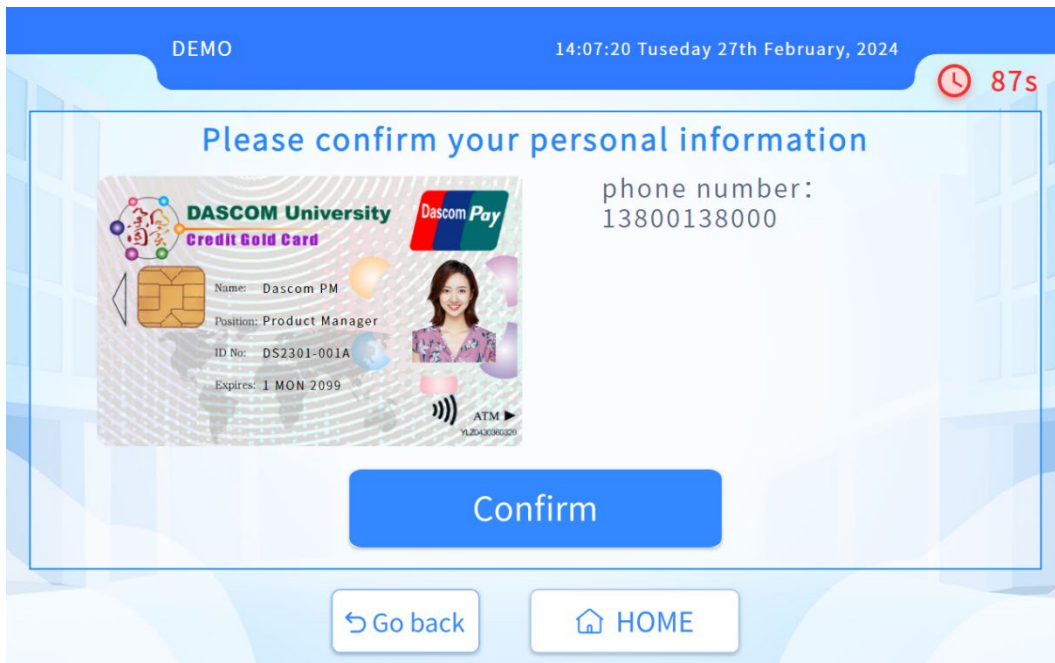 DEMO
14:07:20 Tuseday 27th February, 2024
87s
Please confirm your personal information
DASCOM University
Credit Gold Card
Dascom Pay
Name: Dascom PM
Position: Product Manager
ID No: DS2301-001A
Expires: 1 MON 2099
ATM
phone number:
13800138000
Confirm
Go back
HOME